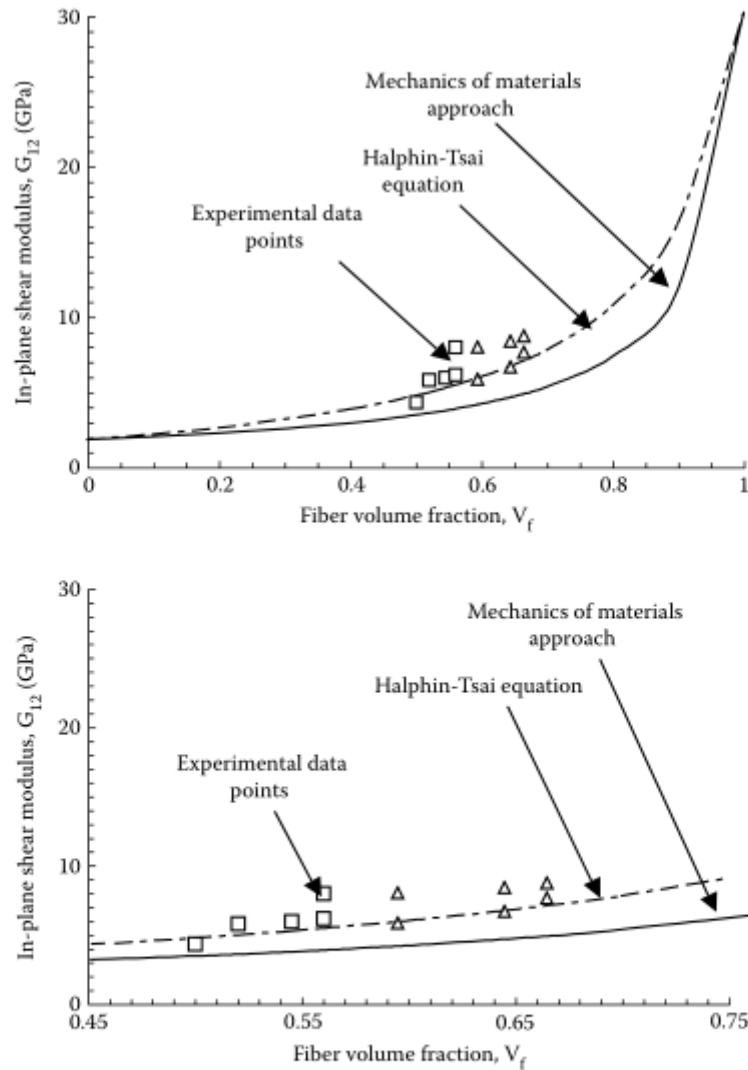 30
Mechanics of materials
approach
Halphin-Tsai
equation
20
Experimental data
points
In-plane shear modulus, G12 (GPa)
10
0
0
0.2
0.4
0.6
0.8
1
Fiber volume fraction, Vf
30
Mechanics of materials
approach
Halphin-Tsai equation
20
Experimental data
points
In-plane shear modulus, G12 (GPa)
10
0
0.45
0.55
0.65
0.75
Fiber volume fraction, Vf